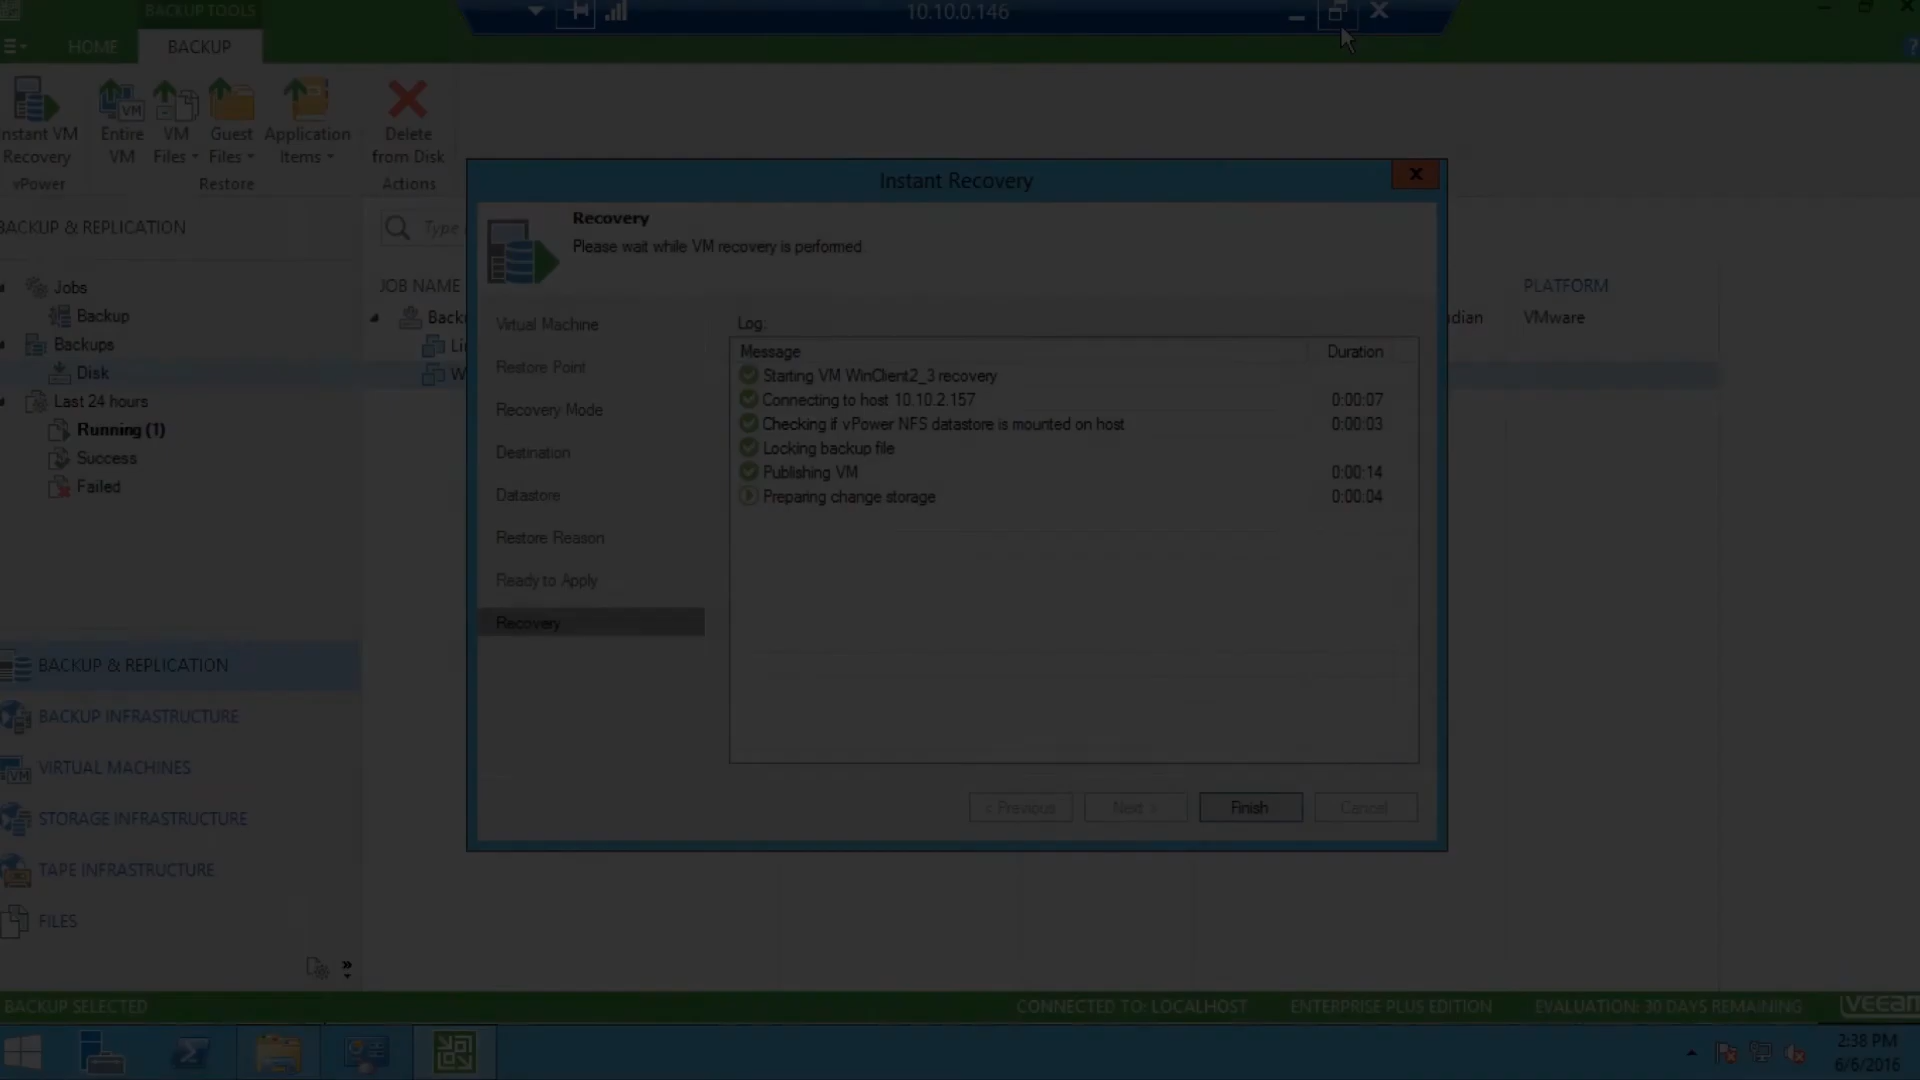 BACKUP TOOLS
10.10.0.146
HOME
BACKUP
Instant VM
Recovery
Entire
VM
VM
Files
Guest
Files
Application
Items
Delete
from Disk
vPower
Restore
Actions
BACKUP & REPLICATION
Type
Jobs
Backup
Backups
Disk
Last 24 hours
Running (1)
Success
Failed
JOB NAME
PLATFORM
VMware
Instant Recovery
Recovery
Please wait while VM recovery is performed.
Virtual Machine
Restore Point
Recovery Mode
Destination
Datastore
Restore Reason
Ready to Apply
Recovery
Log:
Message Duration
Starting VM WinClient2_3 recovery
Connecting to host 10.10.2.157 0:00:07
Checking if vPower NFS datastore is mounted on host 0:00:03
Locking backup file
Publishing VM 0:00:14
Preparing change storage 0:00:04
< Previous
Next >
Finish
Cancel
BACKUP & REPLICATION
BACKUP INFRASTRUCTURE
VIRTUAL MACHINES
STORAGE INFRASTRUCTURE
TAPE INFRASTRUCTURE
FILES
BACKUP SELECTED
CONNECTED TO: LOCALHOST
ENTERPRISE PLUS EDITION
EVALUATION: 30 DAYS REMAINING
veeam
2:38 PM
6/6/2016